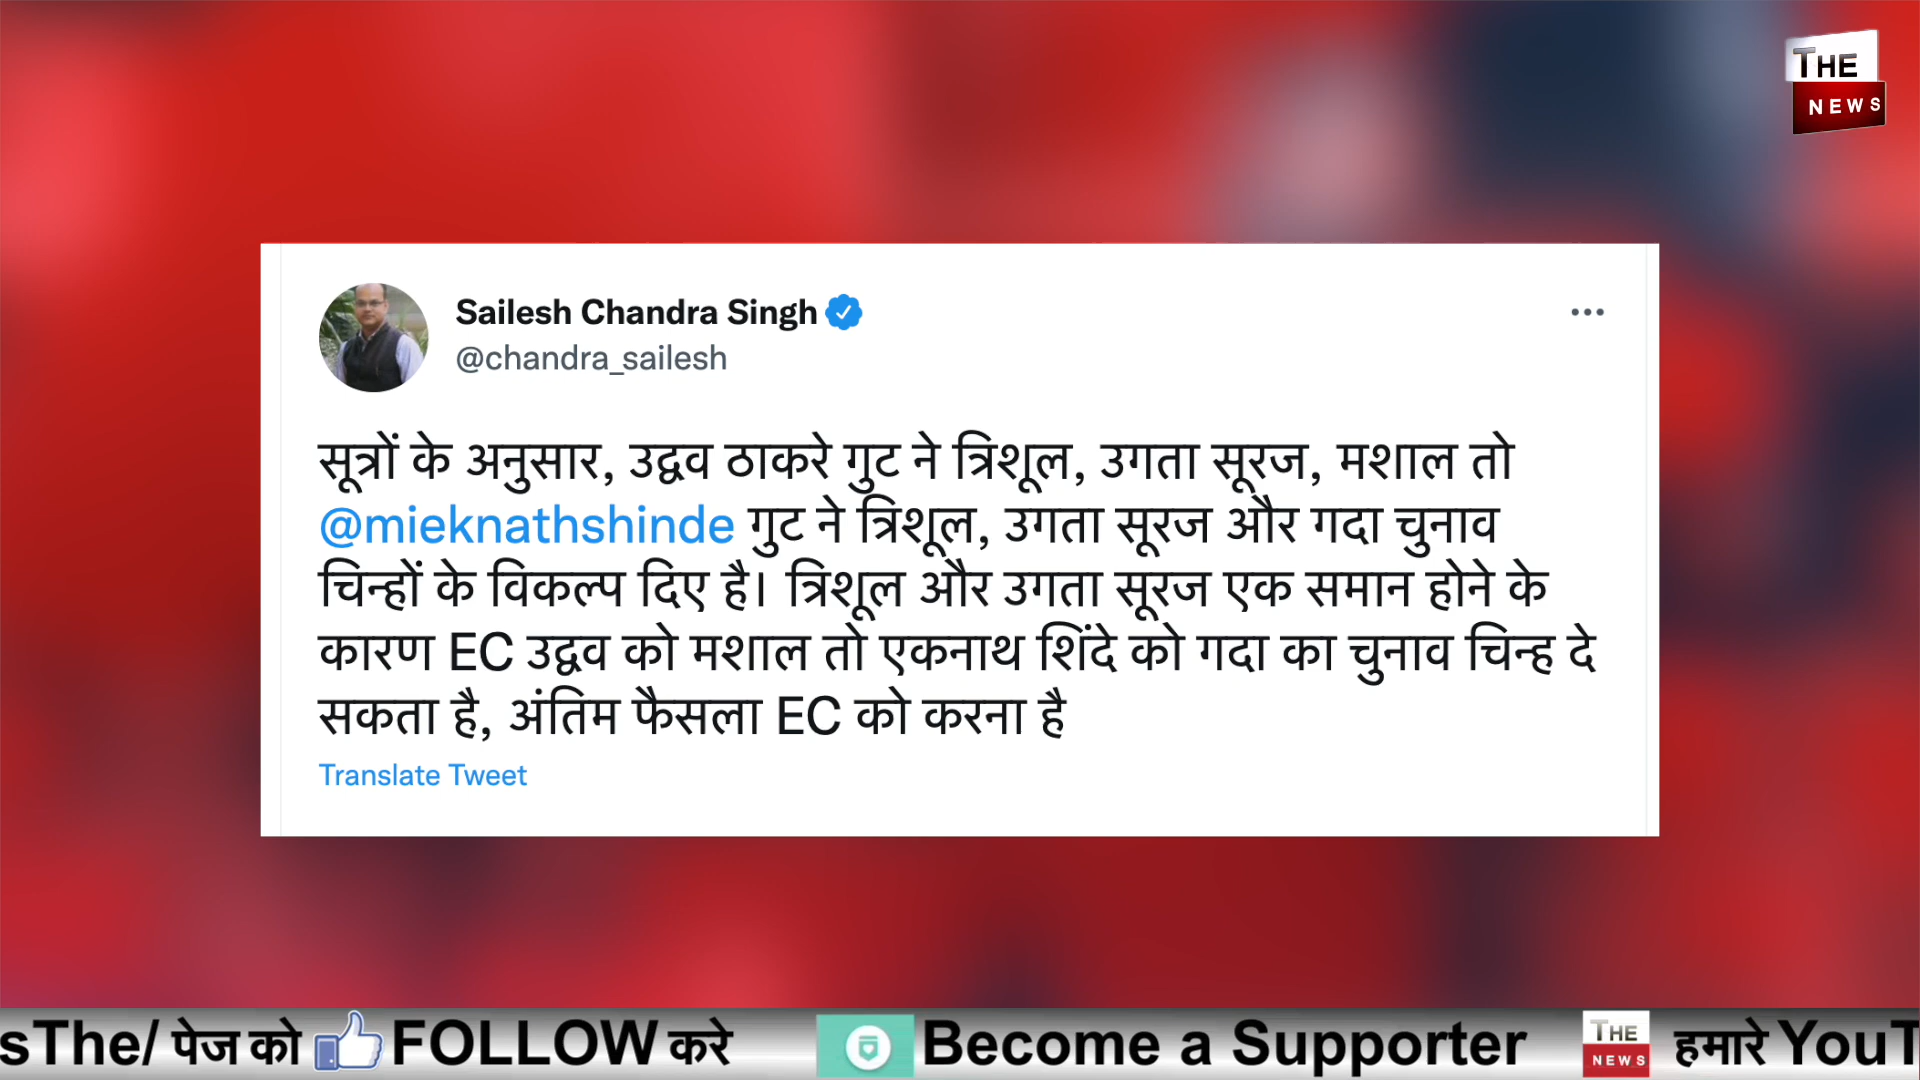 THE
NEWS
Sailesh Chandra Singh
@chandra_sailesh
सूत्रों के अनुसार, उद्धव ठाकरे गुट ने त्रिशूल, उगता सूरज, मशाल तो
@mieknathshinde गुट ने त्रिशूल, उगता सूरज और गदा चुनाव
चिन्हों के विकल्प दिए है। त्रिशूल और उगता सूरज एक समान होने के
कारण EC उद्धव को मशाल तो एकनाथ शिंदे को गदा का चुनाव चिन्ह दे
सकता है, अंतिम फैसला EC को करना है
Translate Tweet
sThe/ पेज को FOLLOW करे Become a Supporter THE NEWS हमारे YouT